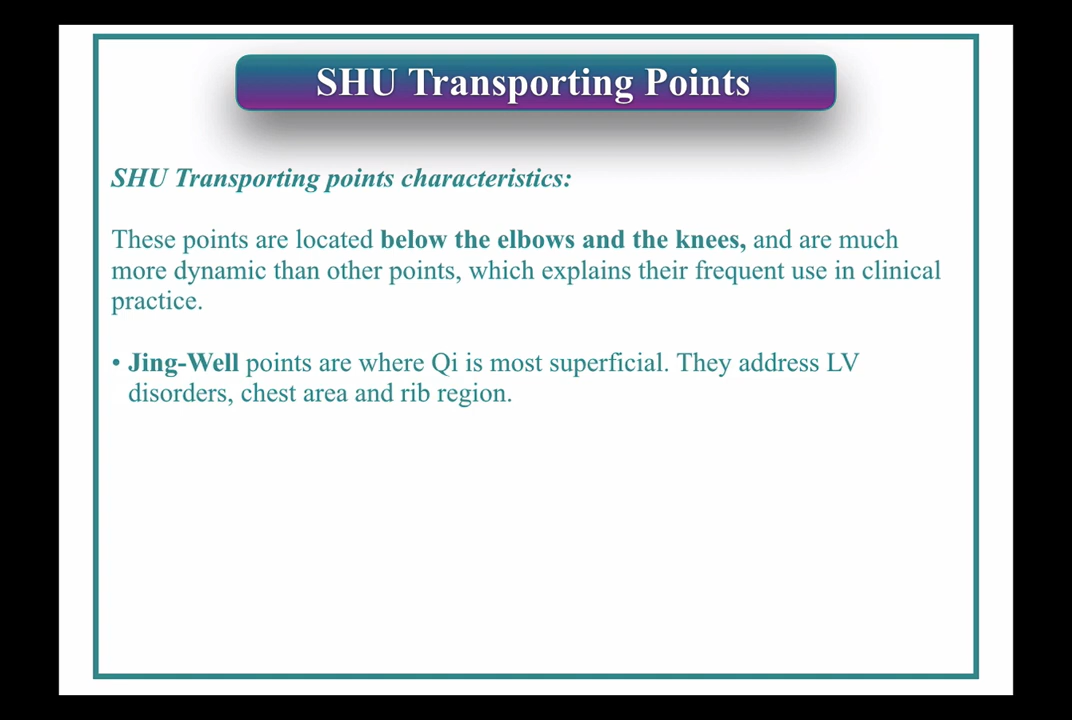 SHU Transporting Points
SHU Transporting points characteristics:
These points are located below the elbows and the knees, and are much
more dynamic than other points, which explains their frequent use in clinical
practice.
• Jing-Well points are where Qi is most superficial. They address LV
disorders, chest area and rib region.